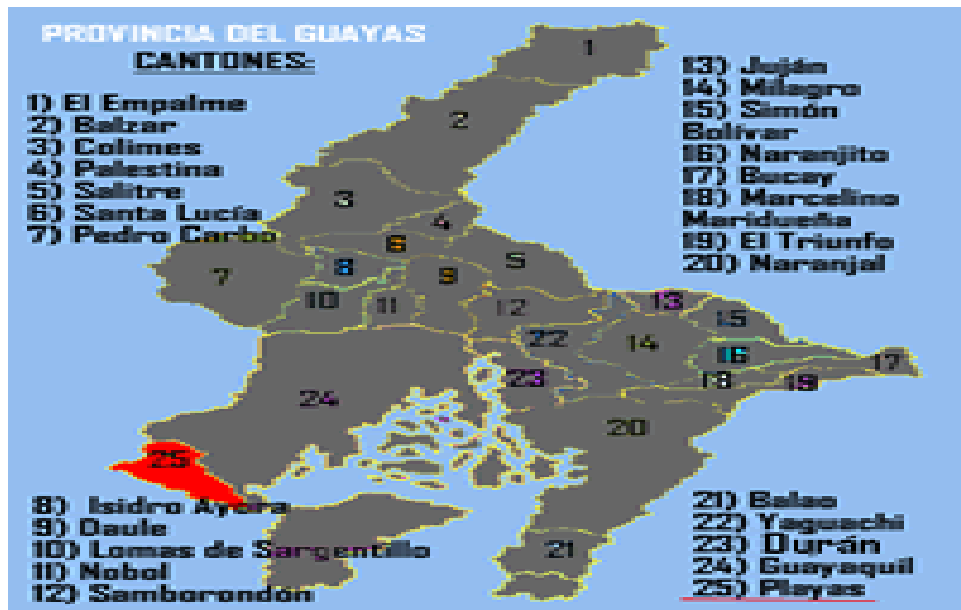 PROVINCIA DEL GUAYAS
CANTONES:
1) El Empalme
2) Balzar
3) Colimes
4) Palestina
5) Salitre
6) Santa Lucía
7) Pedro Carbo
13) Juján
14) Milagro
15) Simón
Bolívar
16) Naranjito
17) Bucay
18) Marcelino
Maridueña
19) El Triunfo
20) Naranjal
1
2
3
4
6
5
7
8
9
10
11
12
13
15
22
14
16
17
23
18
19
24
20
25
21
8) Isidro Ayora
9) Daule
10) Lomas de Sargentillo
11) Nobol
12) Samborondón
21) Balao
22) Yaguachi
23) Durán
24) Guayaquil
25) Playas